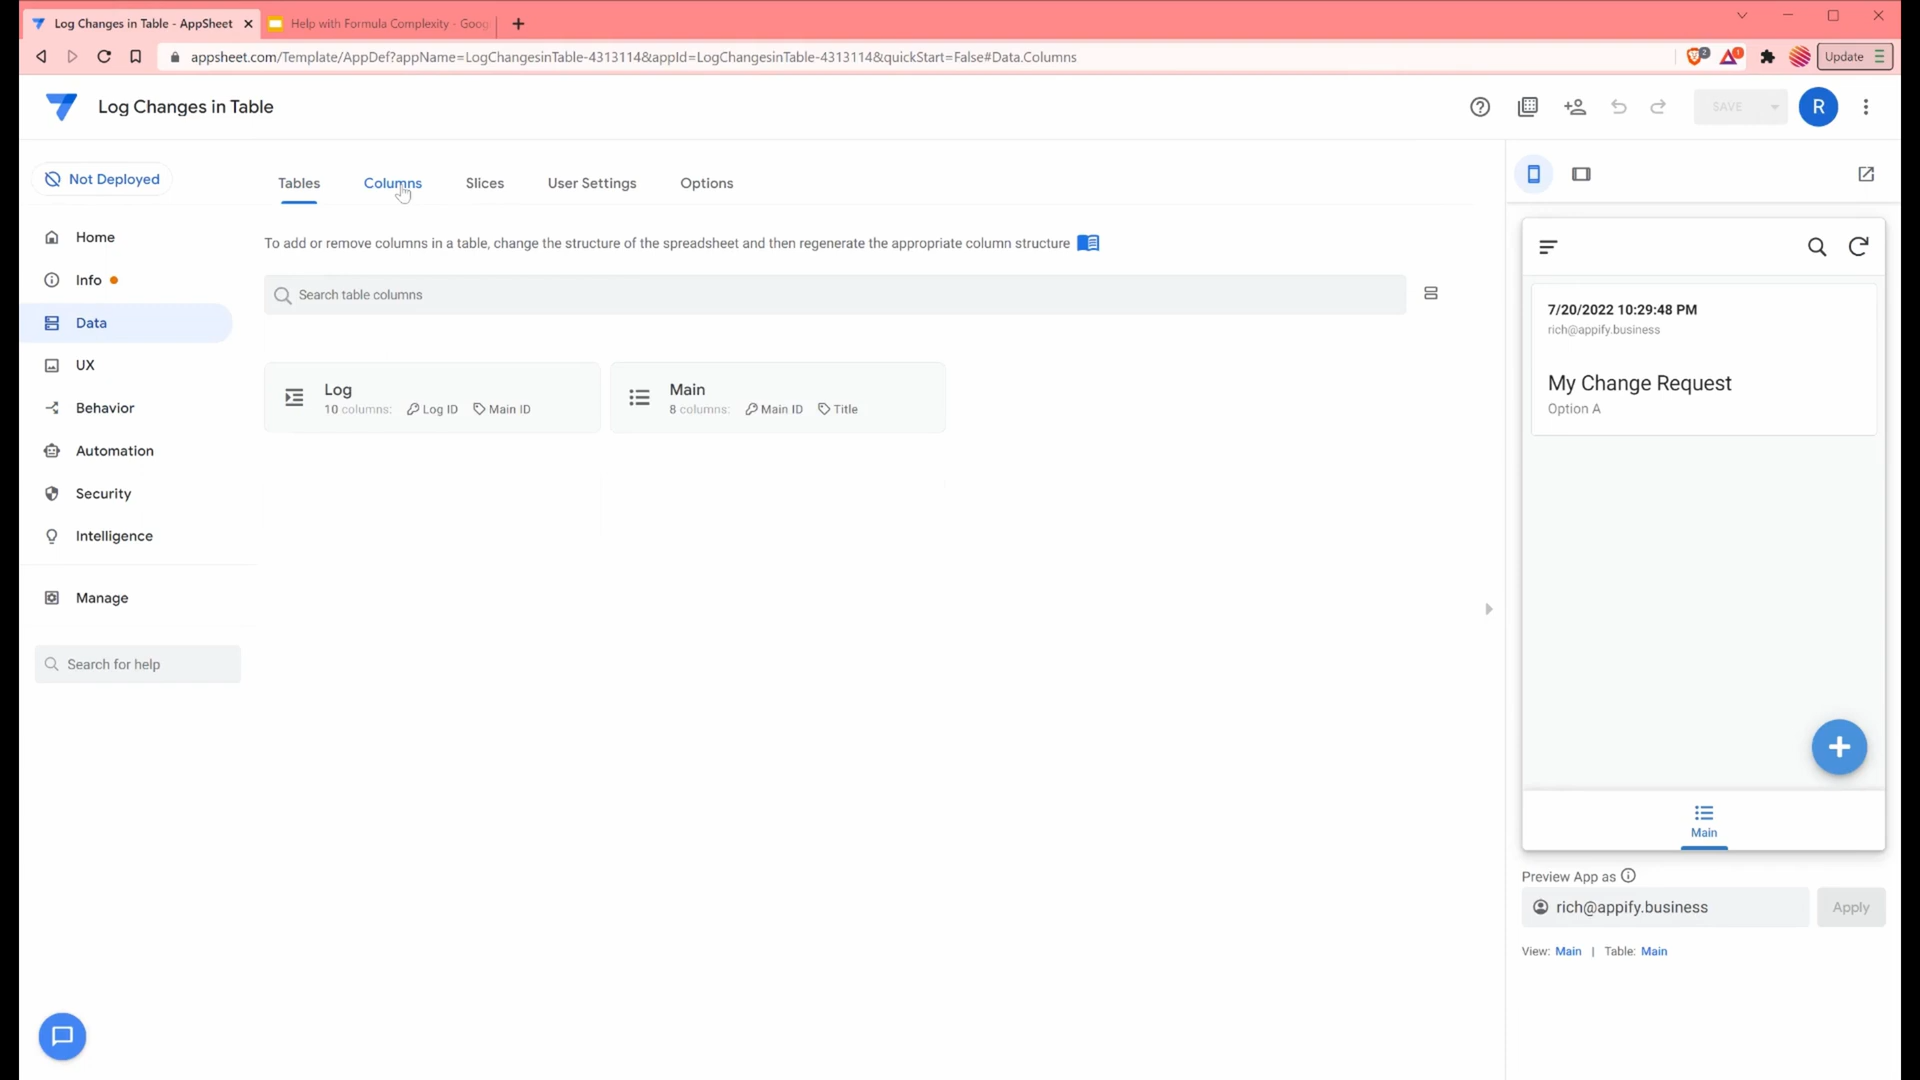 Log Changes in Table - AppSheet
Help with Formula Complexity - Goog
appsheet.com/Template/AppDef?appName=LogChangesinTable-4313114&appId=LogChangesinTable-4313114&quickStart=False#Data.Columns
2
1
Update
Log Changes in Table
SAVE
R
Not Deployed
Tables
Columns
Slices
User Settings
Options
Home
Info
Data
UX
Behavior
Automation
Security
Intelligence
Manage
Search for help
To add or remove columns in a table, change the structure of the spreadsheet and then regenerate the appropriate column structure
Search table columns
Log
10 columns: Log ID Main ID
Main
8 columns: Main ID Title
7/20/2022 10:29:48 PM
rich@appify.business
My Change Request
Option A
Main
Preview App as
rich@appify.business
Apply
View: Main | Table: Main